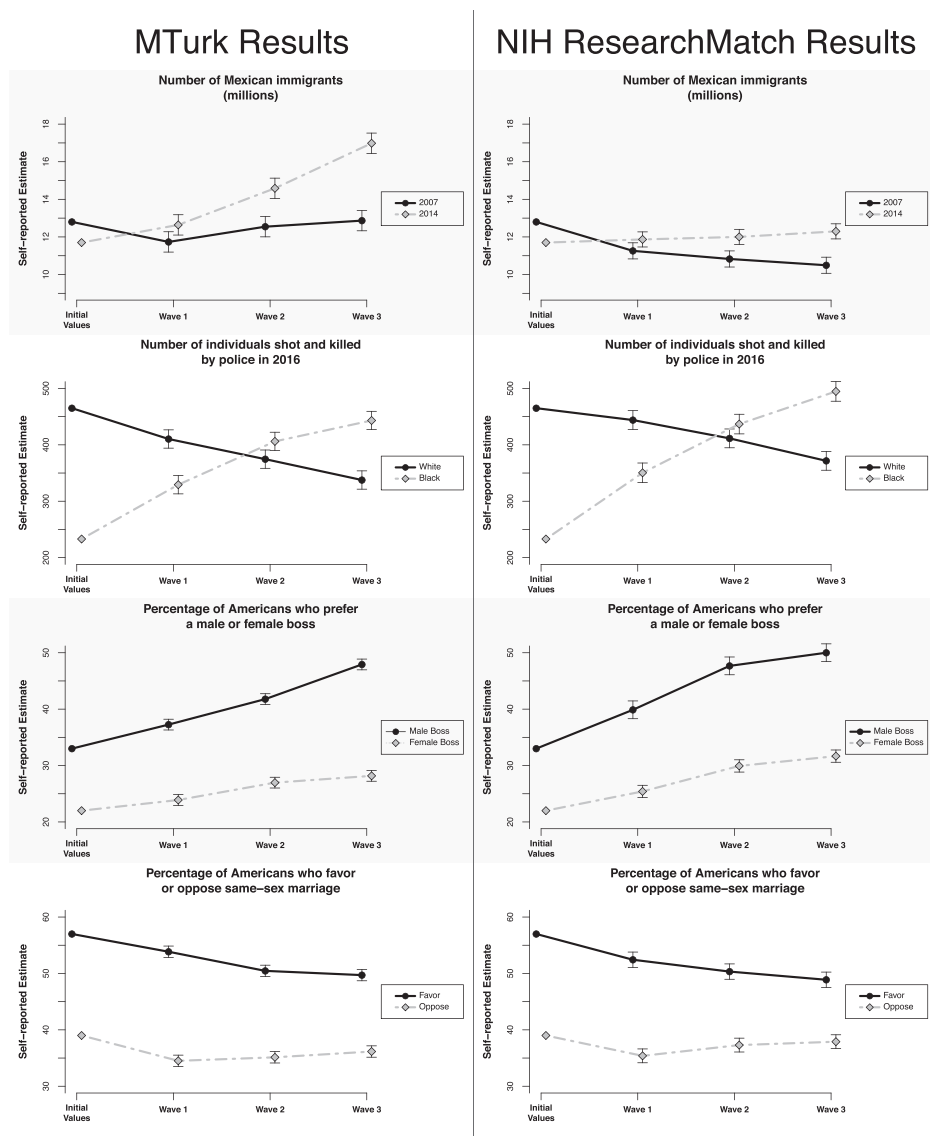 MTurk Results
Number of Mexican immigrants
(millions)
Self−reported Estimate
18
16
14
12
10
2007
2014
Initial
Values
Wave 1
Wave 2
Wave 3
Number of individuals shot and killed
by police in 2016
Self−reported Estimate
500
400
300
200
White
Black
Initial
Values
Wave 1
Wave 2
Wave 3
Percentage of Americans who prefer
a male or female boss
Self−reported Estimate
50
40
30
20
Male Boss
Female Boss
Initial
Values
Wave 1
Wave 2
Wave 3
Percentage of Americans who favor
or oppose same−sex marriage
Self−reported Estimate
60
50
40
30
Favor
Oppose
Initial
Values
Wave 1
Wave 2
Wave 3
NIH ResearchMatch Results
Number of Mexican immigrants
(millions)
Self−reported Estimate
18
16
14
12
10
2007
2014
Initial
Values
Wave 1
Wave 2
Wave 3
Number of individuals shot and killed
by police in 2016
Self−reported Estimate
500
400
300
200
White
Black
Initial
Values
Wave 1
Wave 2
Wave 3
Percentage of Americans who prefer
a male or female boss
Self−reported Estimate
50
40
30
20
Male Boss
Female Boss
Initial
Values
Wave 1
Wave 2
Wave 3
Percentage of Americans who favor
or oppose same−sex marriage
Self−reported Estimate
60
50
40
30
Favor
Oppose
Initial
Values
Wave 1
Wave 2
Wave 3